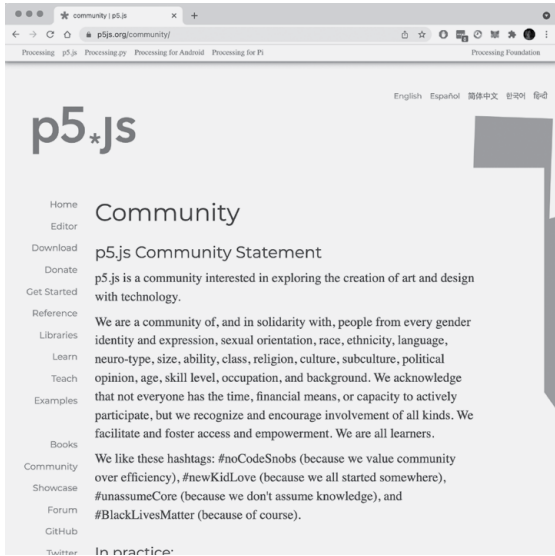 community | p5.js
p5js.org/community/
Processing p5.js Processing.py Processing for Android Processing for Pi Processing Foundation
English Español 简体中文 한국어 हिन्दी
p5*js
Home
Editor
Download
Donate
Get Started
Reference
Libraries
Learn
Teach
Examples
Books
Community
Showcase
Forum
GitHub
Twitter
Community
p5.js Community Statement
p5.js is a community interested in exploring the creation of art and design
with technology.
We are a community of, and in solidarity with, people from every gender
identity and expression, sexual orientation, race, ethnicity, language,
neuro-type, size, ability, class, religion, culture, subculture, political
opinion, age, skill level, occupation, and background. We acknowledge
that not everyone has the time, financial means, or capacity to actively
participate, but we recognize and encourage involvement of all kinds. We
facilitate and foster access and empowerment. We are all learners.
We like these hashtags: #noCodeSnobs (because we value community
over efficiency), #newKidLove (because we all started somewhere),
#unassumeCore (because we don't assume knowledge), and
#BlackLivesMatter (because of course).
In practice: